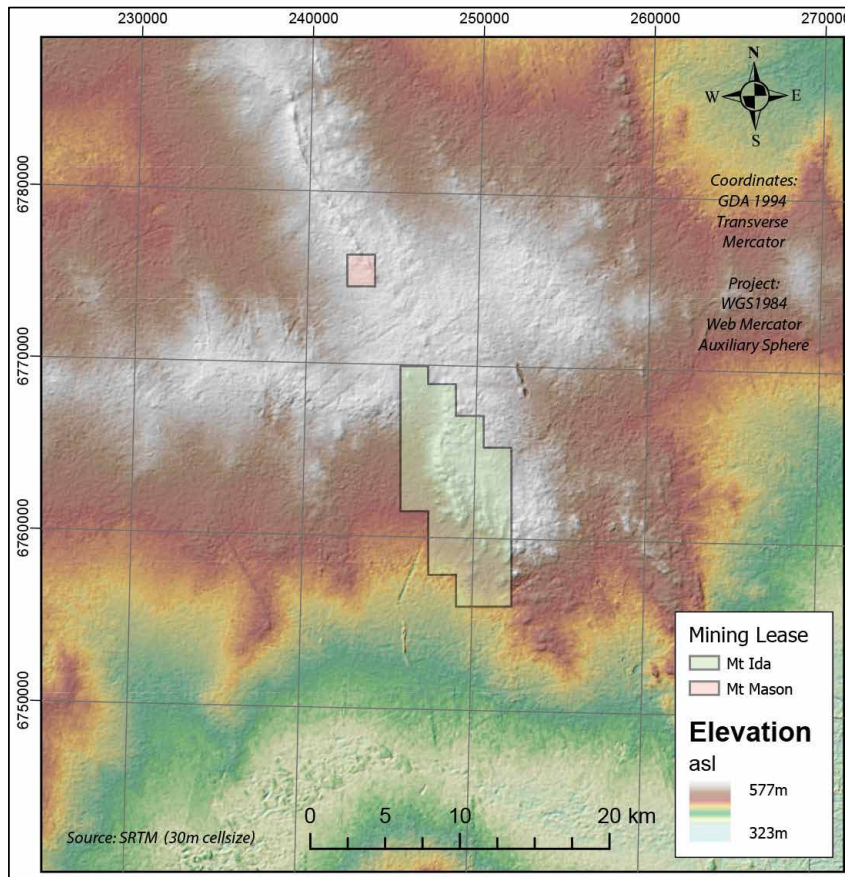 230000
240000
250000
260000
270000
N
W
E
S
6780000
6770000
6760000
6750000
Coordinates:
GDA 1994
Transverse
Mercator
Project:
WGS1984
Web Mercator
Auxiliary Sphere
Mining Lease
Mt Ida
Mt Mason
Elevation
asl
577m
323m
0
5
10
20 km
Source: SRTM (30m cellsize)